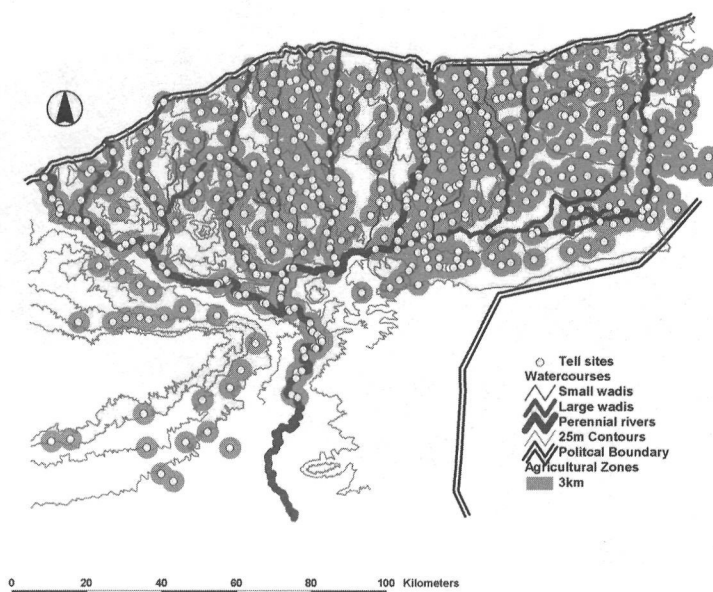 Tell sites
Watercourses
Small wadis
Large wadis
Perennial rivers
25m Contours
Politcal Boundary
Agricultural Zones
3km
0 20 40 60 80 100 Kilometers